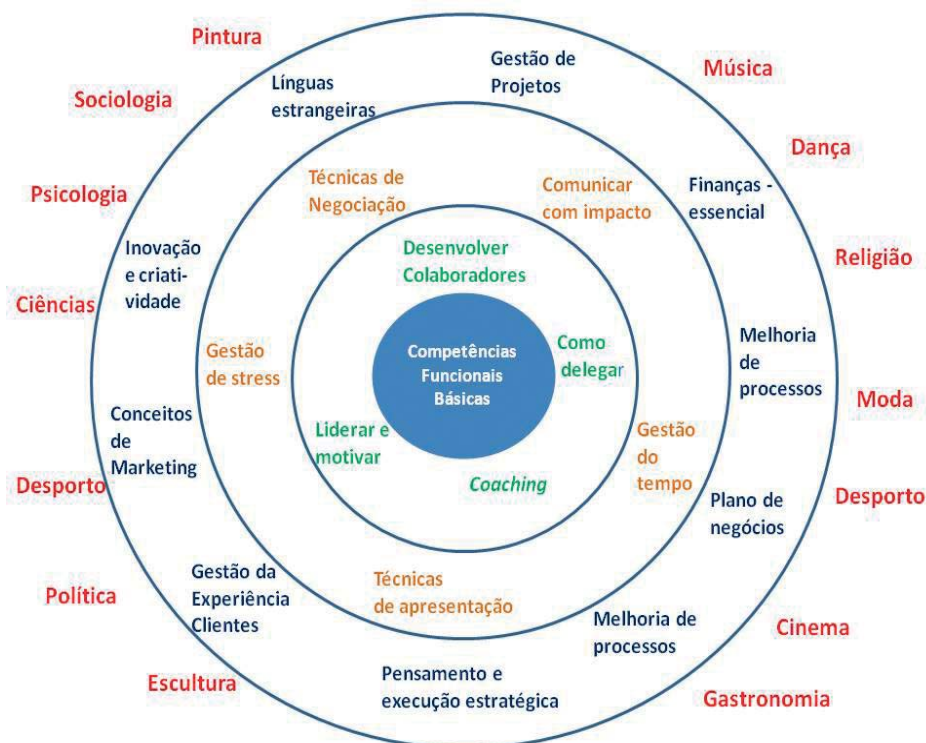 Pintura
Música
Sociologia
Dança
Psicologia
Religião
Ciências
Moda
Desporto
Desporto
Política
Cinema
Escultura
Gastronomia
Línguas
estrangeiras
Gestão de
Projetos
Finanças -
essencial
Inovação
e criati-
vidade
Melhoria
de
processos
Conceitos
de
Marketing
Plano de
negócios
Gestão da
Experiência
Clientes
Melhoria de
processos
Pensamento e
execução estratégica
Técnicas de
Negociação
Comunicar
com impacto
Gestão
de stress
Gestão
do
tempo
Técnicas
de apresentação
Desenvolver
Colaboradores
Como
delegar
Liderar e
motivar
Coaching
Competências
Funcionais
Básicas